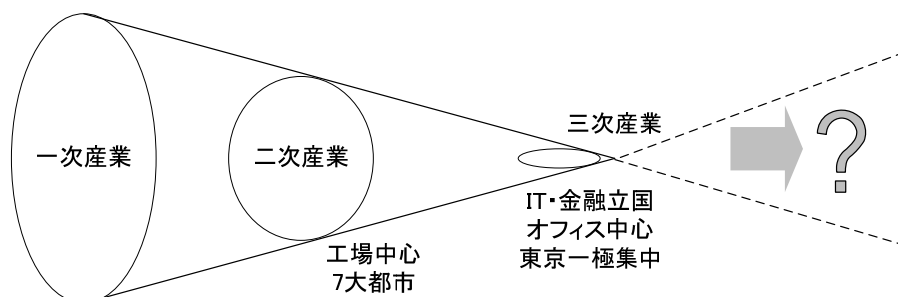 一次産業
二次産業
工場中心
7大都市
三次産業
IT・金融立国
オフィス中心
東京一極集中
?